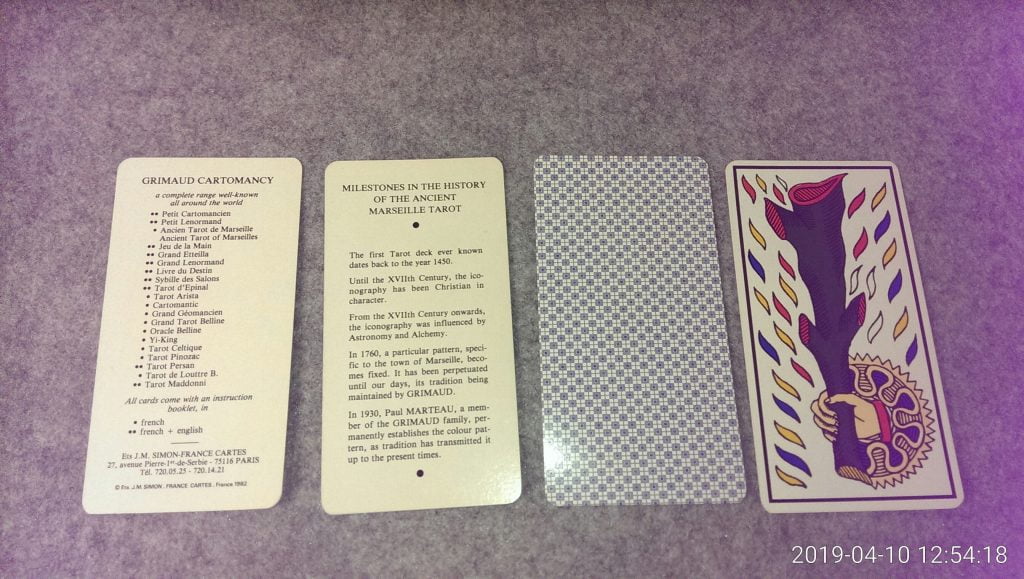 GRIMAUD CARTOMANCY
a complete range well-known
all around the world
•• Petit Cartomancien
•• Petit Lenormand
• Ancien Tarot de Marseille
Ancient Tarot of Marseilles
•• Jeu de la Main
•• Grand Etteilla
•• Grand Lenormand
•• Livre du Destin
•• Sybille des Salons
•• Tarot d'Epinal
• Tarot Arista
• Cartomantic
• Grand Géomancien
• Grand Tarot Belline
• Oracle Belline
• Yi-King
• Tarot Celtique
• Tarot Pinozac
•• Tarot Persan
• Tarot de Louttre B.
•• Tarot Maddonni
All cards come with an instruction
booklet, in
• french
•• french + english
Ets J.M. SIMON-FRANCE CARTES
27, avenue Pierre-1er-de-Serbie - 75116 PARIS
Tél. 720.05.25 - 720.14.21
© Ets. J.M. SIMON . FRANCE CARTES . France 1982
MILESTONES IN THE HISTORY
OF THE ANCIENT
MARSEILLE TAROT
The first Tarot deck ever known
dates back to the year 1450.
Until the XVIIth Century, the ico-
nography has been Christian in
character.
From the XVIIth Century onwards,
the iconography was influenced by
Astronomy and Alchemy.
In 1760, a particular pattern, speci-
fic to the town of Marseille, beco-
mes fixed. It has been perpetuated
until our days, its tradition being
maintained by GRIMAUD.
In 1930, Paul MARTEAU, a mem-
ber of the GRIMAUD family, per-
manently establishes the colour pat-
tern, as tradition has transmitted it
up to the present times.
2019-04-10 12:54:18